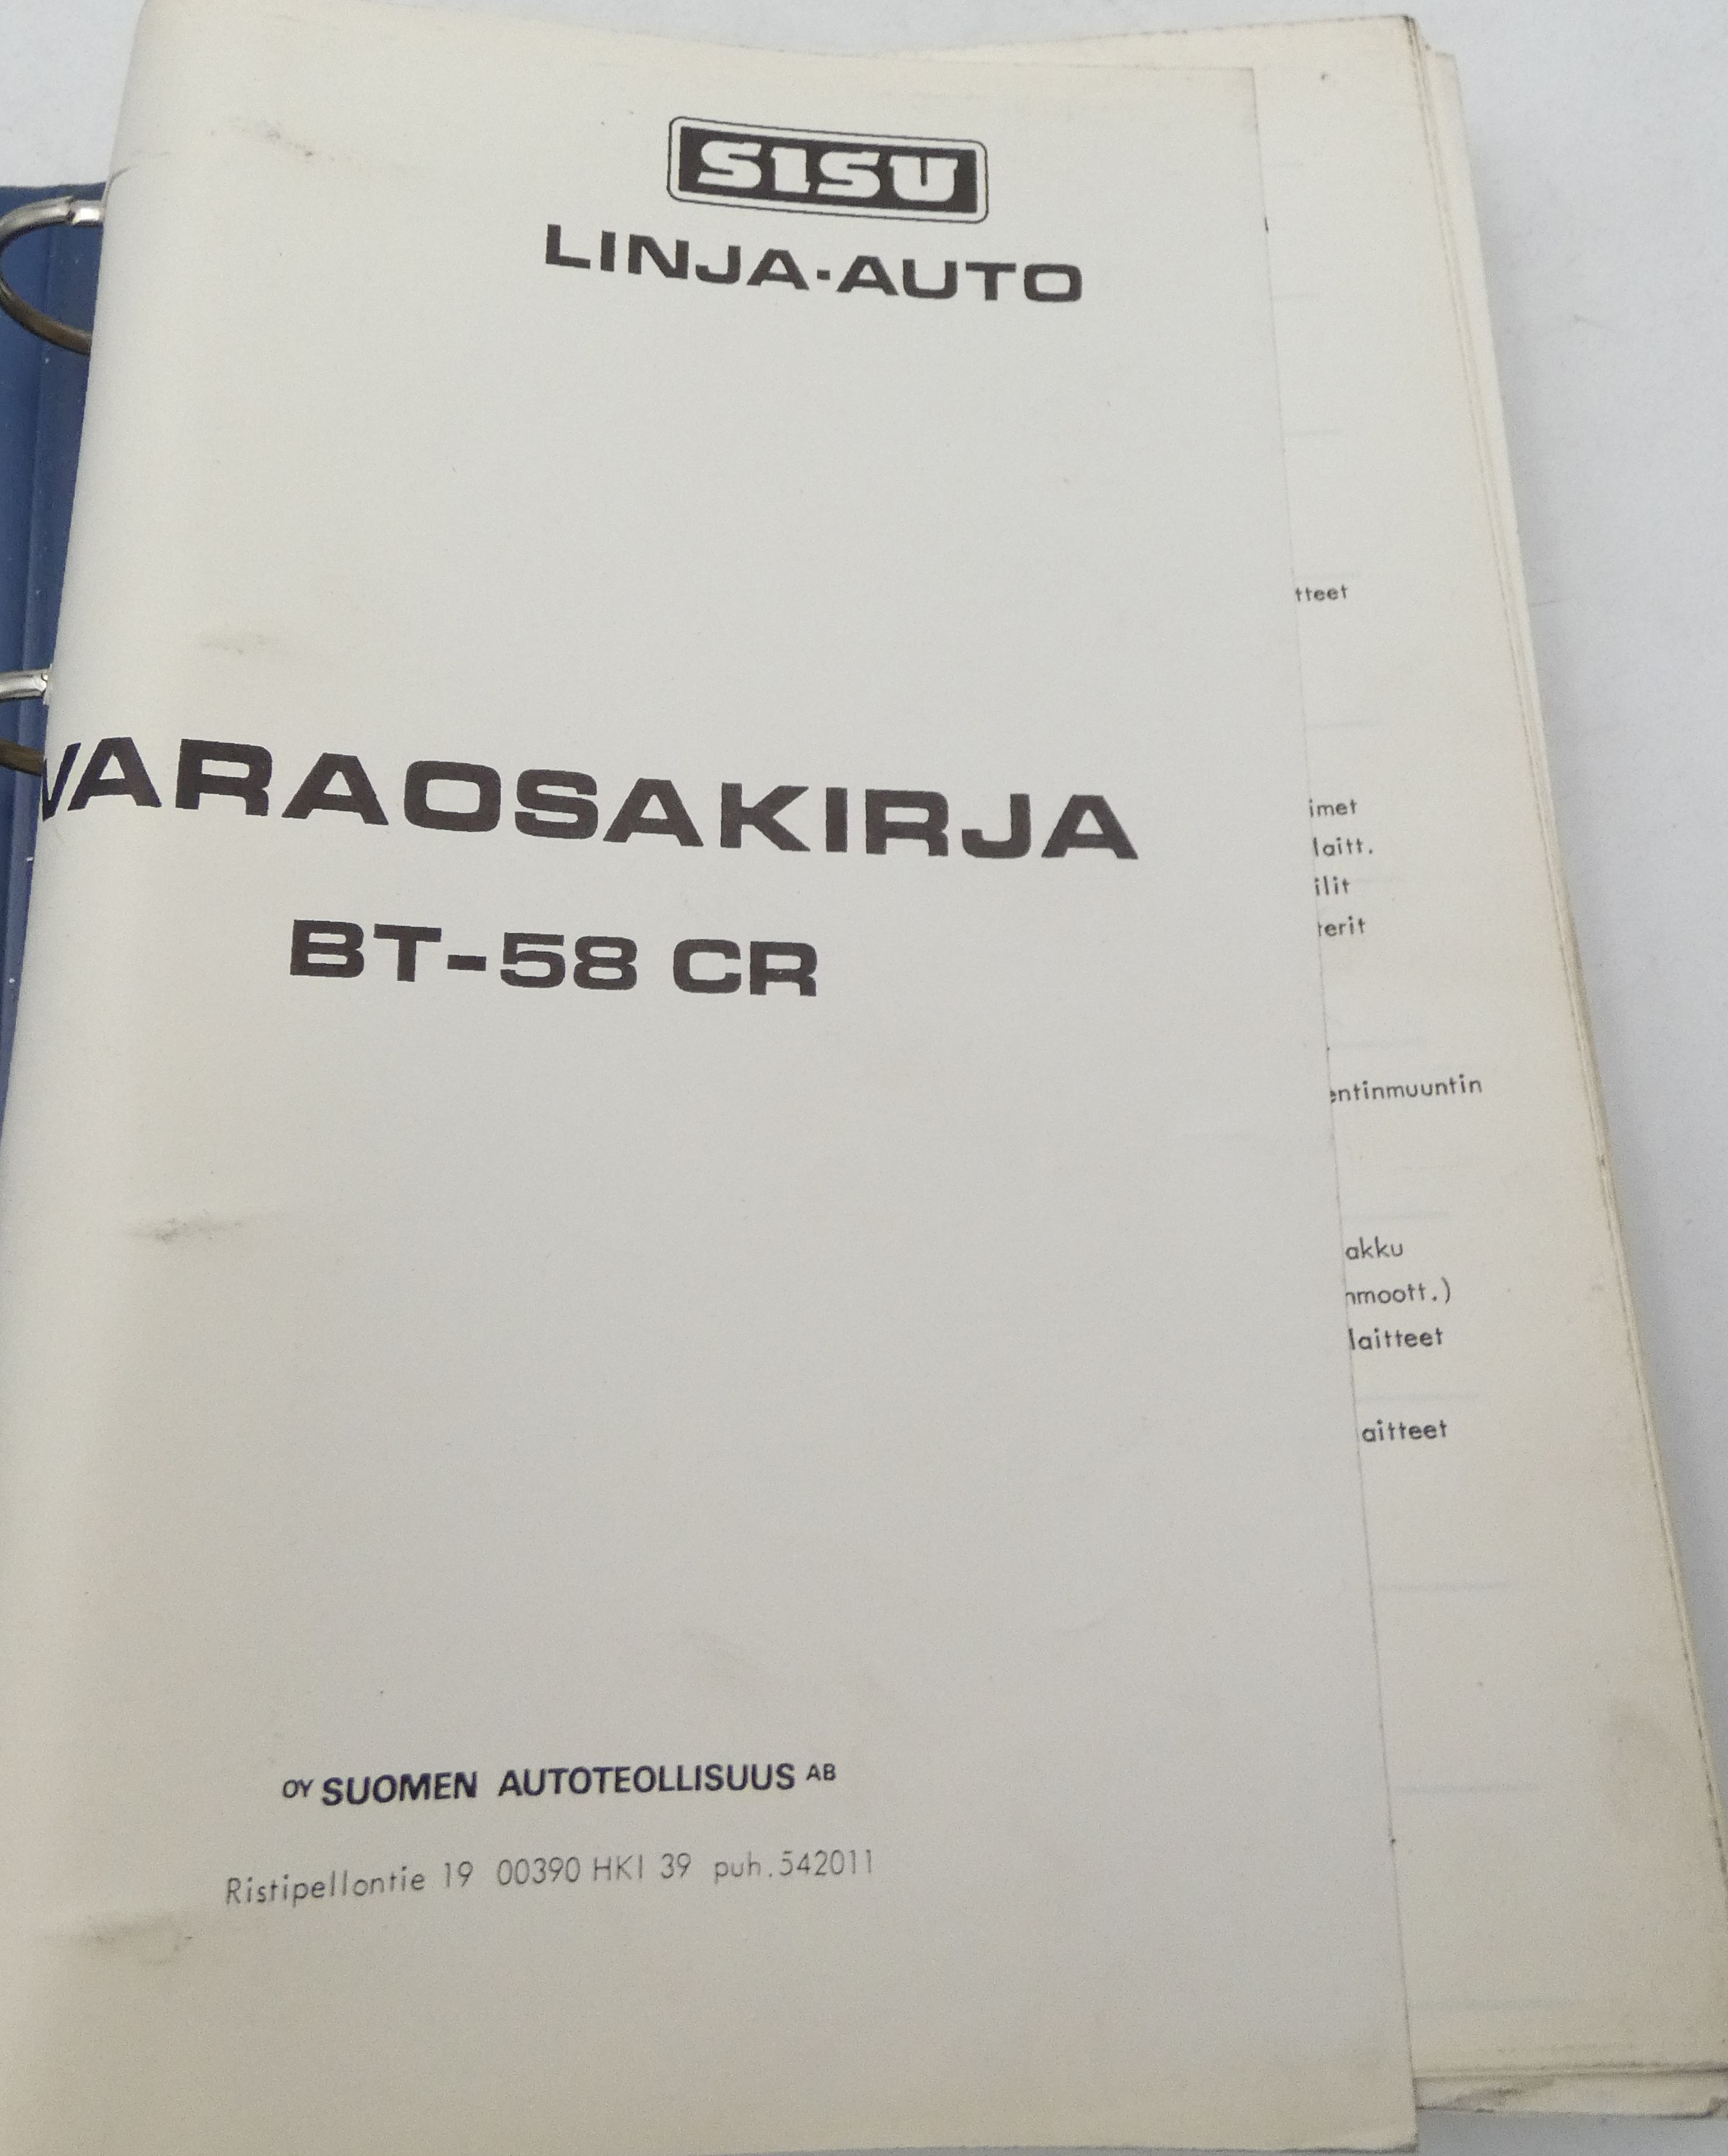 SISU
LINJA-AUTO
VARAOSAKIRJA
BT-58 CR
OY SUOMEN AUTOTEOLLISUUS AB
Ristipellontie 19 00390 HKI 39 puh.542011
tteet
imet
laitt.
ilit
terit
entinmuuntin
akku
nmoott.)
laitteet
aitteet